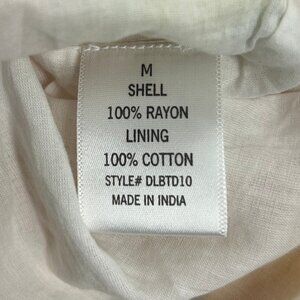 M
SHELL
100% RAYON
LINING
100% COTTON
STYLE# DLBTD10
MADE IN INDIA